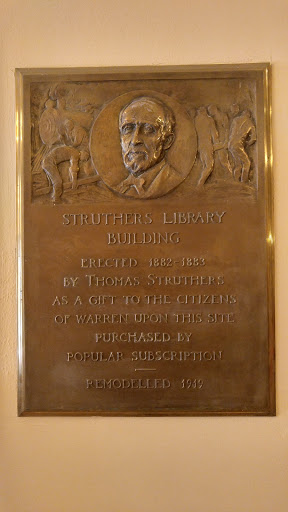 STRUTHERS LIBRARY
BUILDING
ERECTED 1882-1883
BY THOMAS STRUTHERS
AS A GIFT TO THE CITIZENS
OF WARREN UPON THIS SITE
PURCHASED BY
POPULAR SUBSCRIPTION
REMODELLED 1919